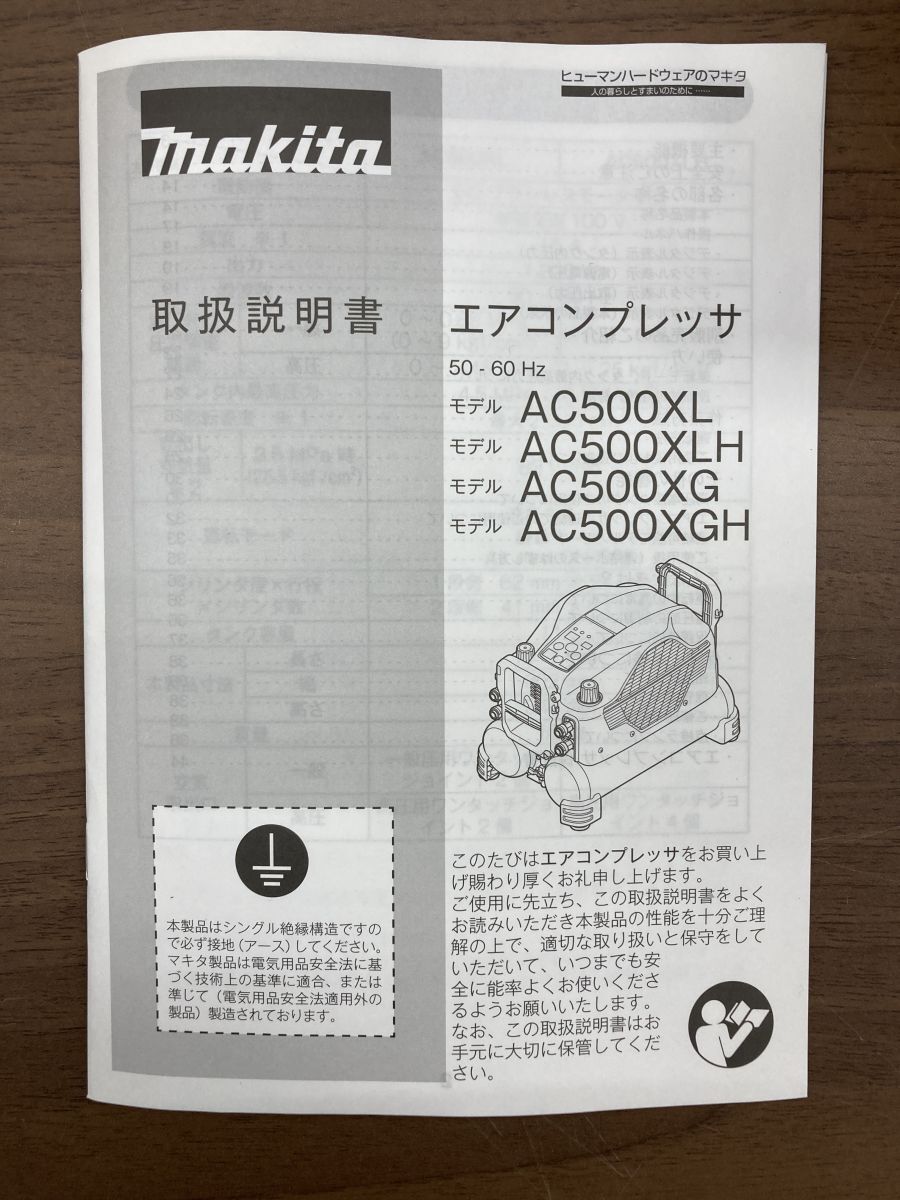 ヒューマンハードウェアのマキタ
人の暮らしとすまいのために……
makita
取扱説明書
エアコンプレッサ
50 - 60 Hz
モデル AC500XL
モデル AC500XLH
モデル AC500XG
モデル AC500XGH
このたびはエアコンプレッサをお買い上
げ賜わり厚くお礼申し上げます。
ご使用に先立ち、この取扱説明書をよく
お読みいただき本製品の性能を十分ご理
解の上で、適切な取り扱いと保守をして
いただいて、いつまでも安
全に能率よくお使いくださ
るようお願いいたします。
なお、この取扱説明書はお
手元に大切に保管してくだ
さい。
本製品はシングル絶縁構造ですの
で必ず接地（アース）してください。
マキタ製品は電気用品安全法に基
づく技術上の基準に適合、または
準じて（電気用品安全法適用外の
製品）製造されております。